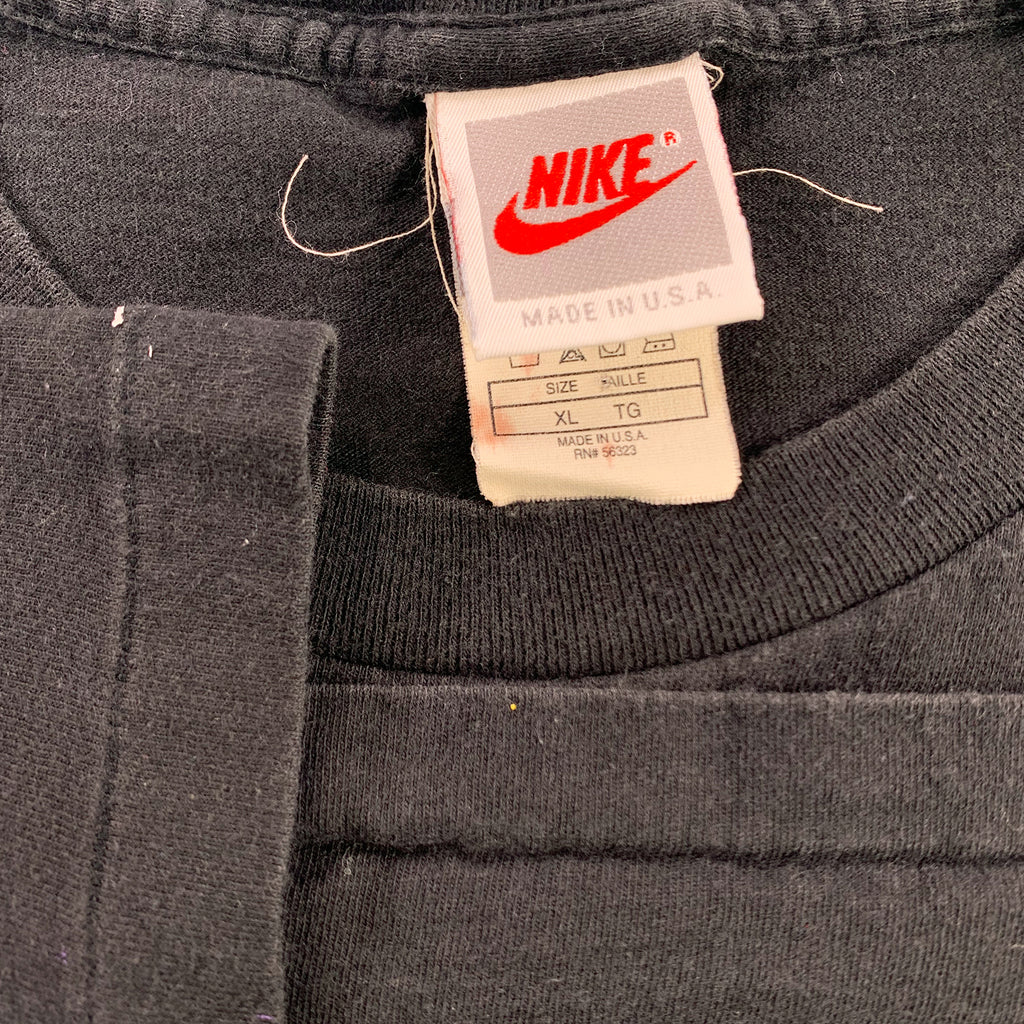 NIKE®
MADE IN U.S.A.
SIZE TAILLE
XL TG
MADE IN U.S.A.
RN# 56323